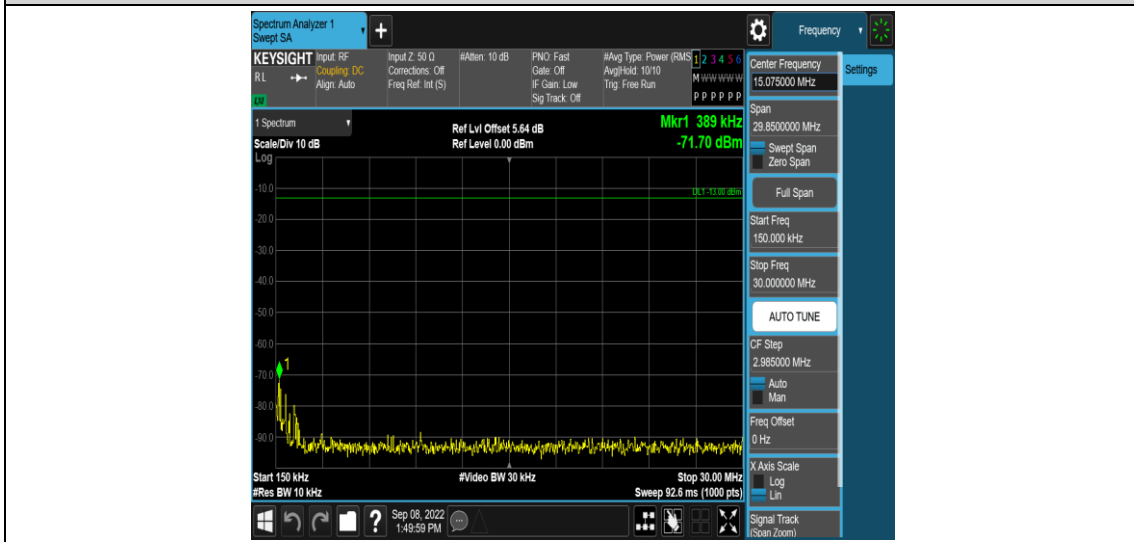 Spectrum Analyzer 1
Swept SA
+
Frequency
KEYSIGHT
RL
LXI
Input: RF
Coupling: DC
Align: Auto
Input Z: 50 Ω
Corrections: Off
Freq Ref: Int (S)
#Atten: 10 dB
PNO: Fast
Gate: Off
IF Gain: Low
Sig Track: Off
#Avg Type: Power (RMS
Avg|Hold: 10/10
Trig: Free Run
1 2 3 4 5 6
M W W W W W
P P P P P P
1 Spectrum
Scale/Div 10 dB
Log
Ref Lvl Offset 5.64 dB
Ref Level 0.00 dBm
Mkr1 389 kHz
-71.70 dBm
DL1 -13.00 dBm
-10.0
-20.0
-30.0
-40.0
-50.0
-60.0
-70.0
-80.0
-90.0
1
Start 150 kHz
#Res BW 10 kHz
#Video BW 30 kHz
Stop 30.00 MHz
Sweep 92.6 ms (1000 pts)
Center Frequency
15.075000 MHz
Settings
Span
29.8500000 MHz
Swept Span
Zero Span
Full Span
Start Freq
150.000 kHz
Stop Freq
30.000000 MHz
AUTO TUNE
CF Step
2.985000 MHz
Auto
Man
Freq Offset
0 Hz
X Axis Scale
Log
Lin
Signal Track
(Span Zoom)
?
Sep 08, 2022
1:49:59 PM